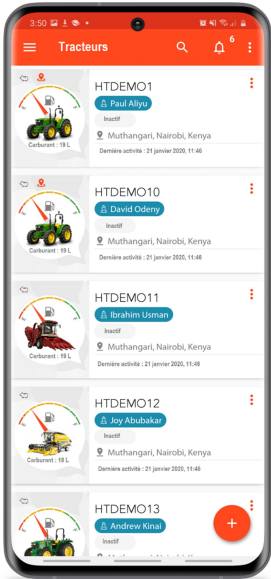 3:50
Tracteurs
6
HTDEMO1
Paul Aliyu
Inactif
Muthangari, Nairobi, Kenya
Carburant : 19 L
Dernière activité : 21 janvier 2020, 11:46
HTDEMO10
David Odeny
Inactif
Muthangari, Nairobi, Kenya
Carburant : 19 L
Dernière activité : 21 janvier 2020, 11:46
HTDEMO11
Ibrahim Usman
Inactif
Muthangari, Nairobi, Kenya
Carburant : 19 L
Dernière activité : 21 janvier 2020, 11:46
HTDEMO12
Joy Abubakar
Inactif
Muthangari, Nairobi, Kenya
Carburant : 19 L
Dernière activité : 21 janvier 2020, 11:46
HTDEMO13
Andrew Kinai
Inactif